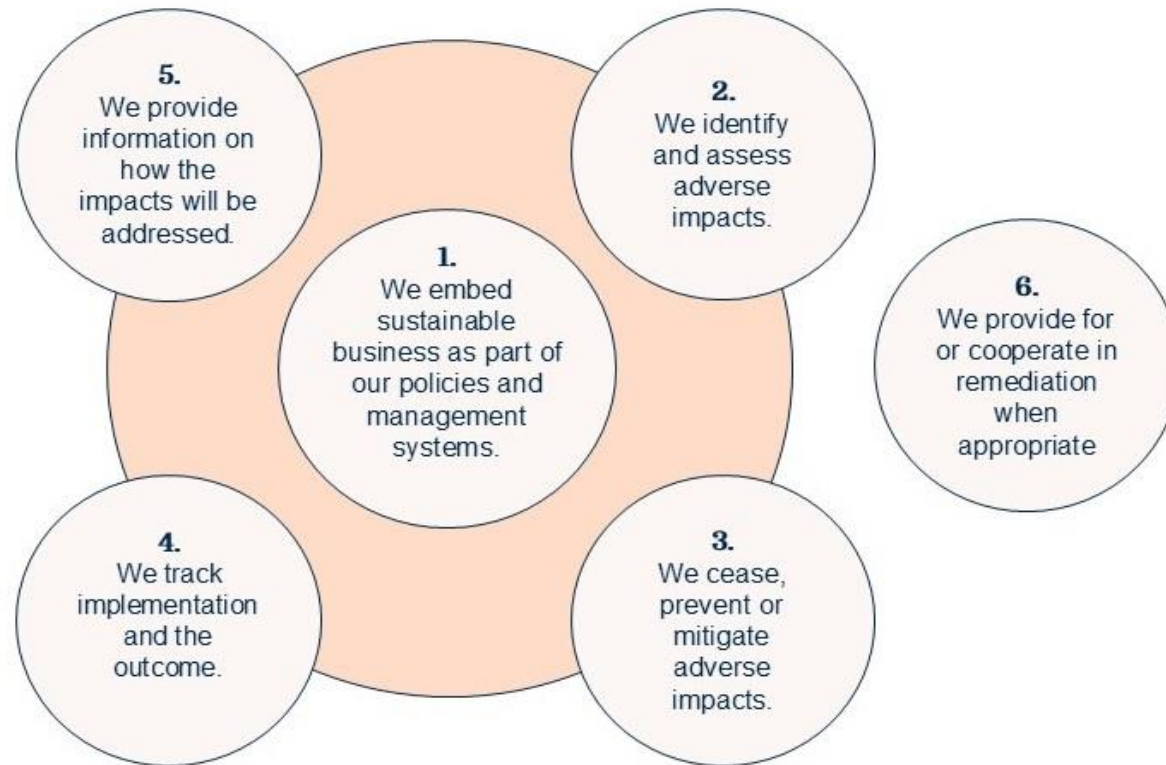 1.
We embed
sustainable
business as part of
our policies and
management
systems.
2.
We identify
and assess
adverse
impacts.
3.
We cease,
prevent or
mitigate
adverse
impacts.
4.
We track
implementation
and the
outcome.
5.
We provide
information on
how the
impacts will be
addressed.
6.
We provide for
or cooperate in
remediation
when
appropriate